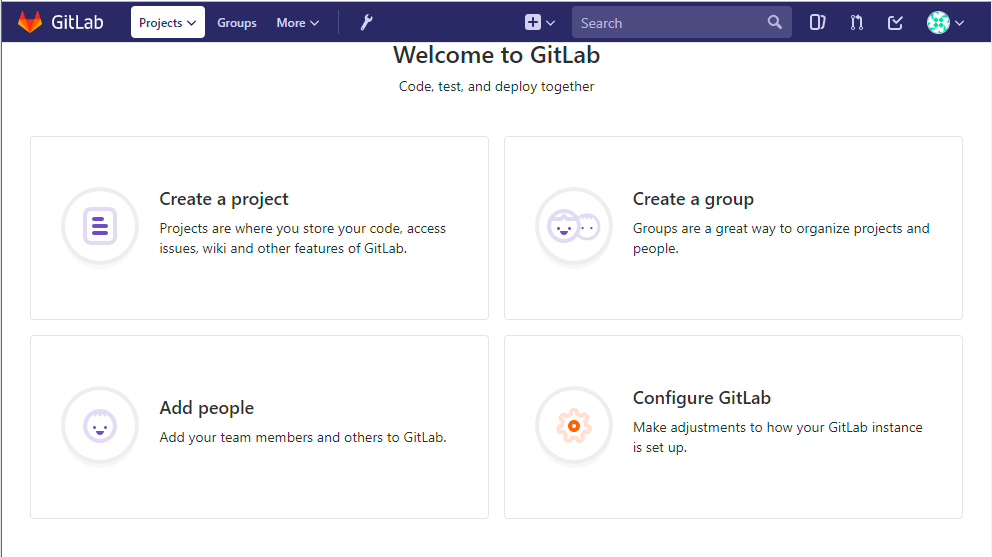 GitLab Projects Groups More Search
Welcome to GitLab
Code, test, and deploy together
Create a project
Projects are where you store your code, access
issues, wiki and other features of GitLab.
Create a group
Groups are a great way to organize projects and
people.
Add people
Add your team members and others to GitLab.
Configure GitLab
Make adjustments to how your GitLab instance
is set up.